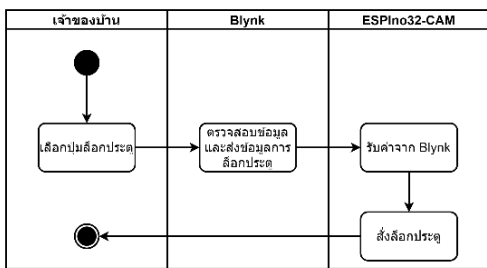 เจ้าของบ้าน
Blynk
ESPIno32-CAM
เลือกปุ่มล็อกประตู
ตรวจสอบข้อมูล
และส่งข้อมูลการ
ล็อกประตู
รับค่าจาก Blynk
สั่งล็อกประตู